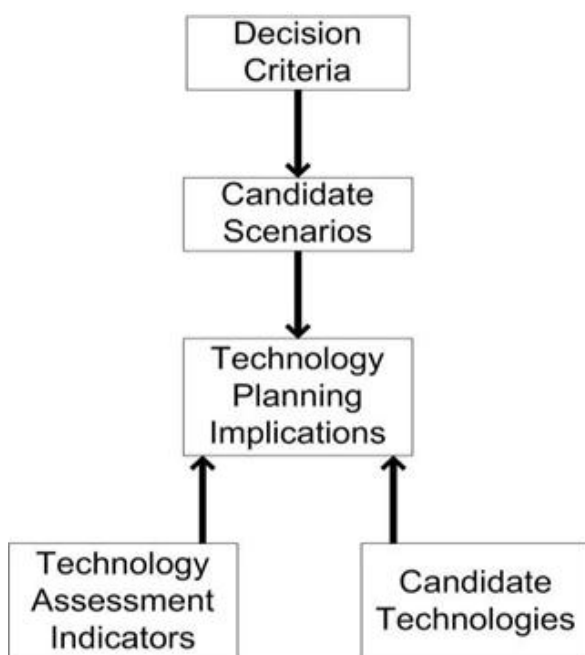 Decision
Criteria
Candidate
Scenarios
Technology
Planning
Implications
Technology
Assessment
Indicators
Candidate
Technologies